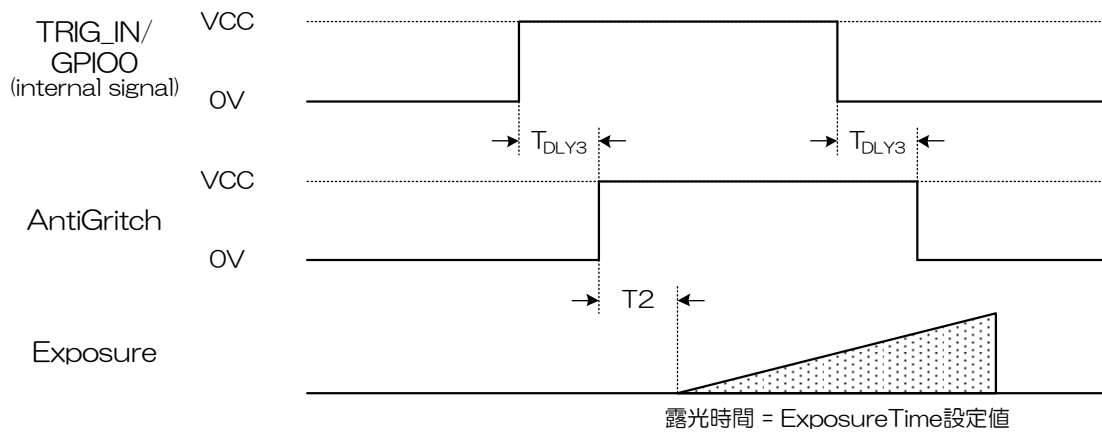 TRIG_IN/
GPIO0
(internal signal)
VCC
0V
TDLY3
TDLY3
AntiGritch
VCC
0V
T2
Exposure
露光時間 = ExposureTime設定値